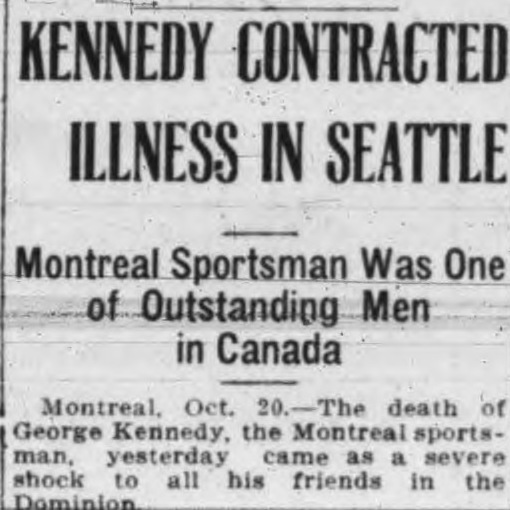 KENNEDY CONTRACTED
ILLNESS IN SEATTLE
Montreal Sportsman Was One
of Outstanding Men
in Canada
Montreal, Oct. 20.—The death of
George Kennedy, the Montreal sports-
man, yesterday came as a severe
shock to all his friends in the
Dominion.